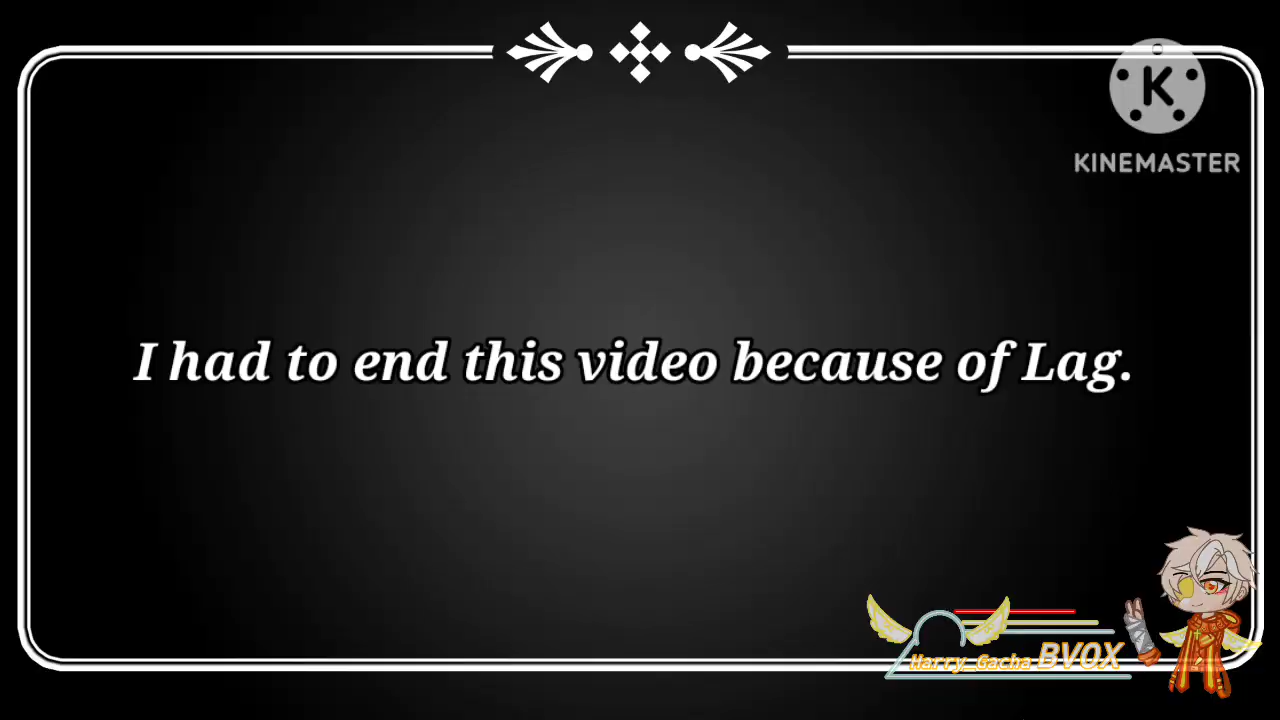 K
KINEMASTER
I had to end this video because of Lag.
Harry_Gacha BVOX